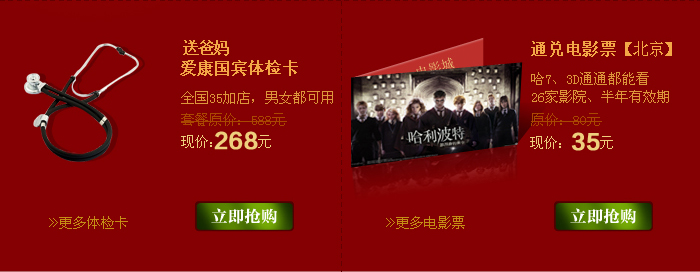 送爸妈
爱康国宾体检卡
全国35加店，男女都可用
套餐原价：588元
现价:268元
立即抢购
»更多体检卡
电影城
哈利波特
通兑电影票【北京】
哈7、3D通通都能看
26家影院、半年有效期
原价：80元
现价：35元
立即抢购
»更多电影票